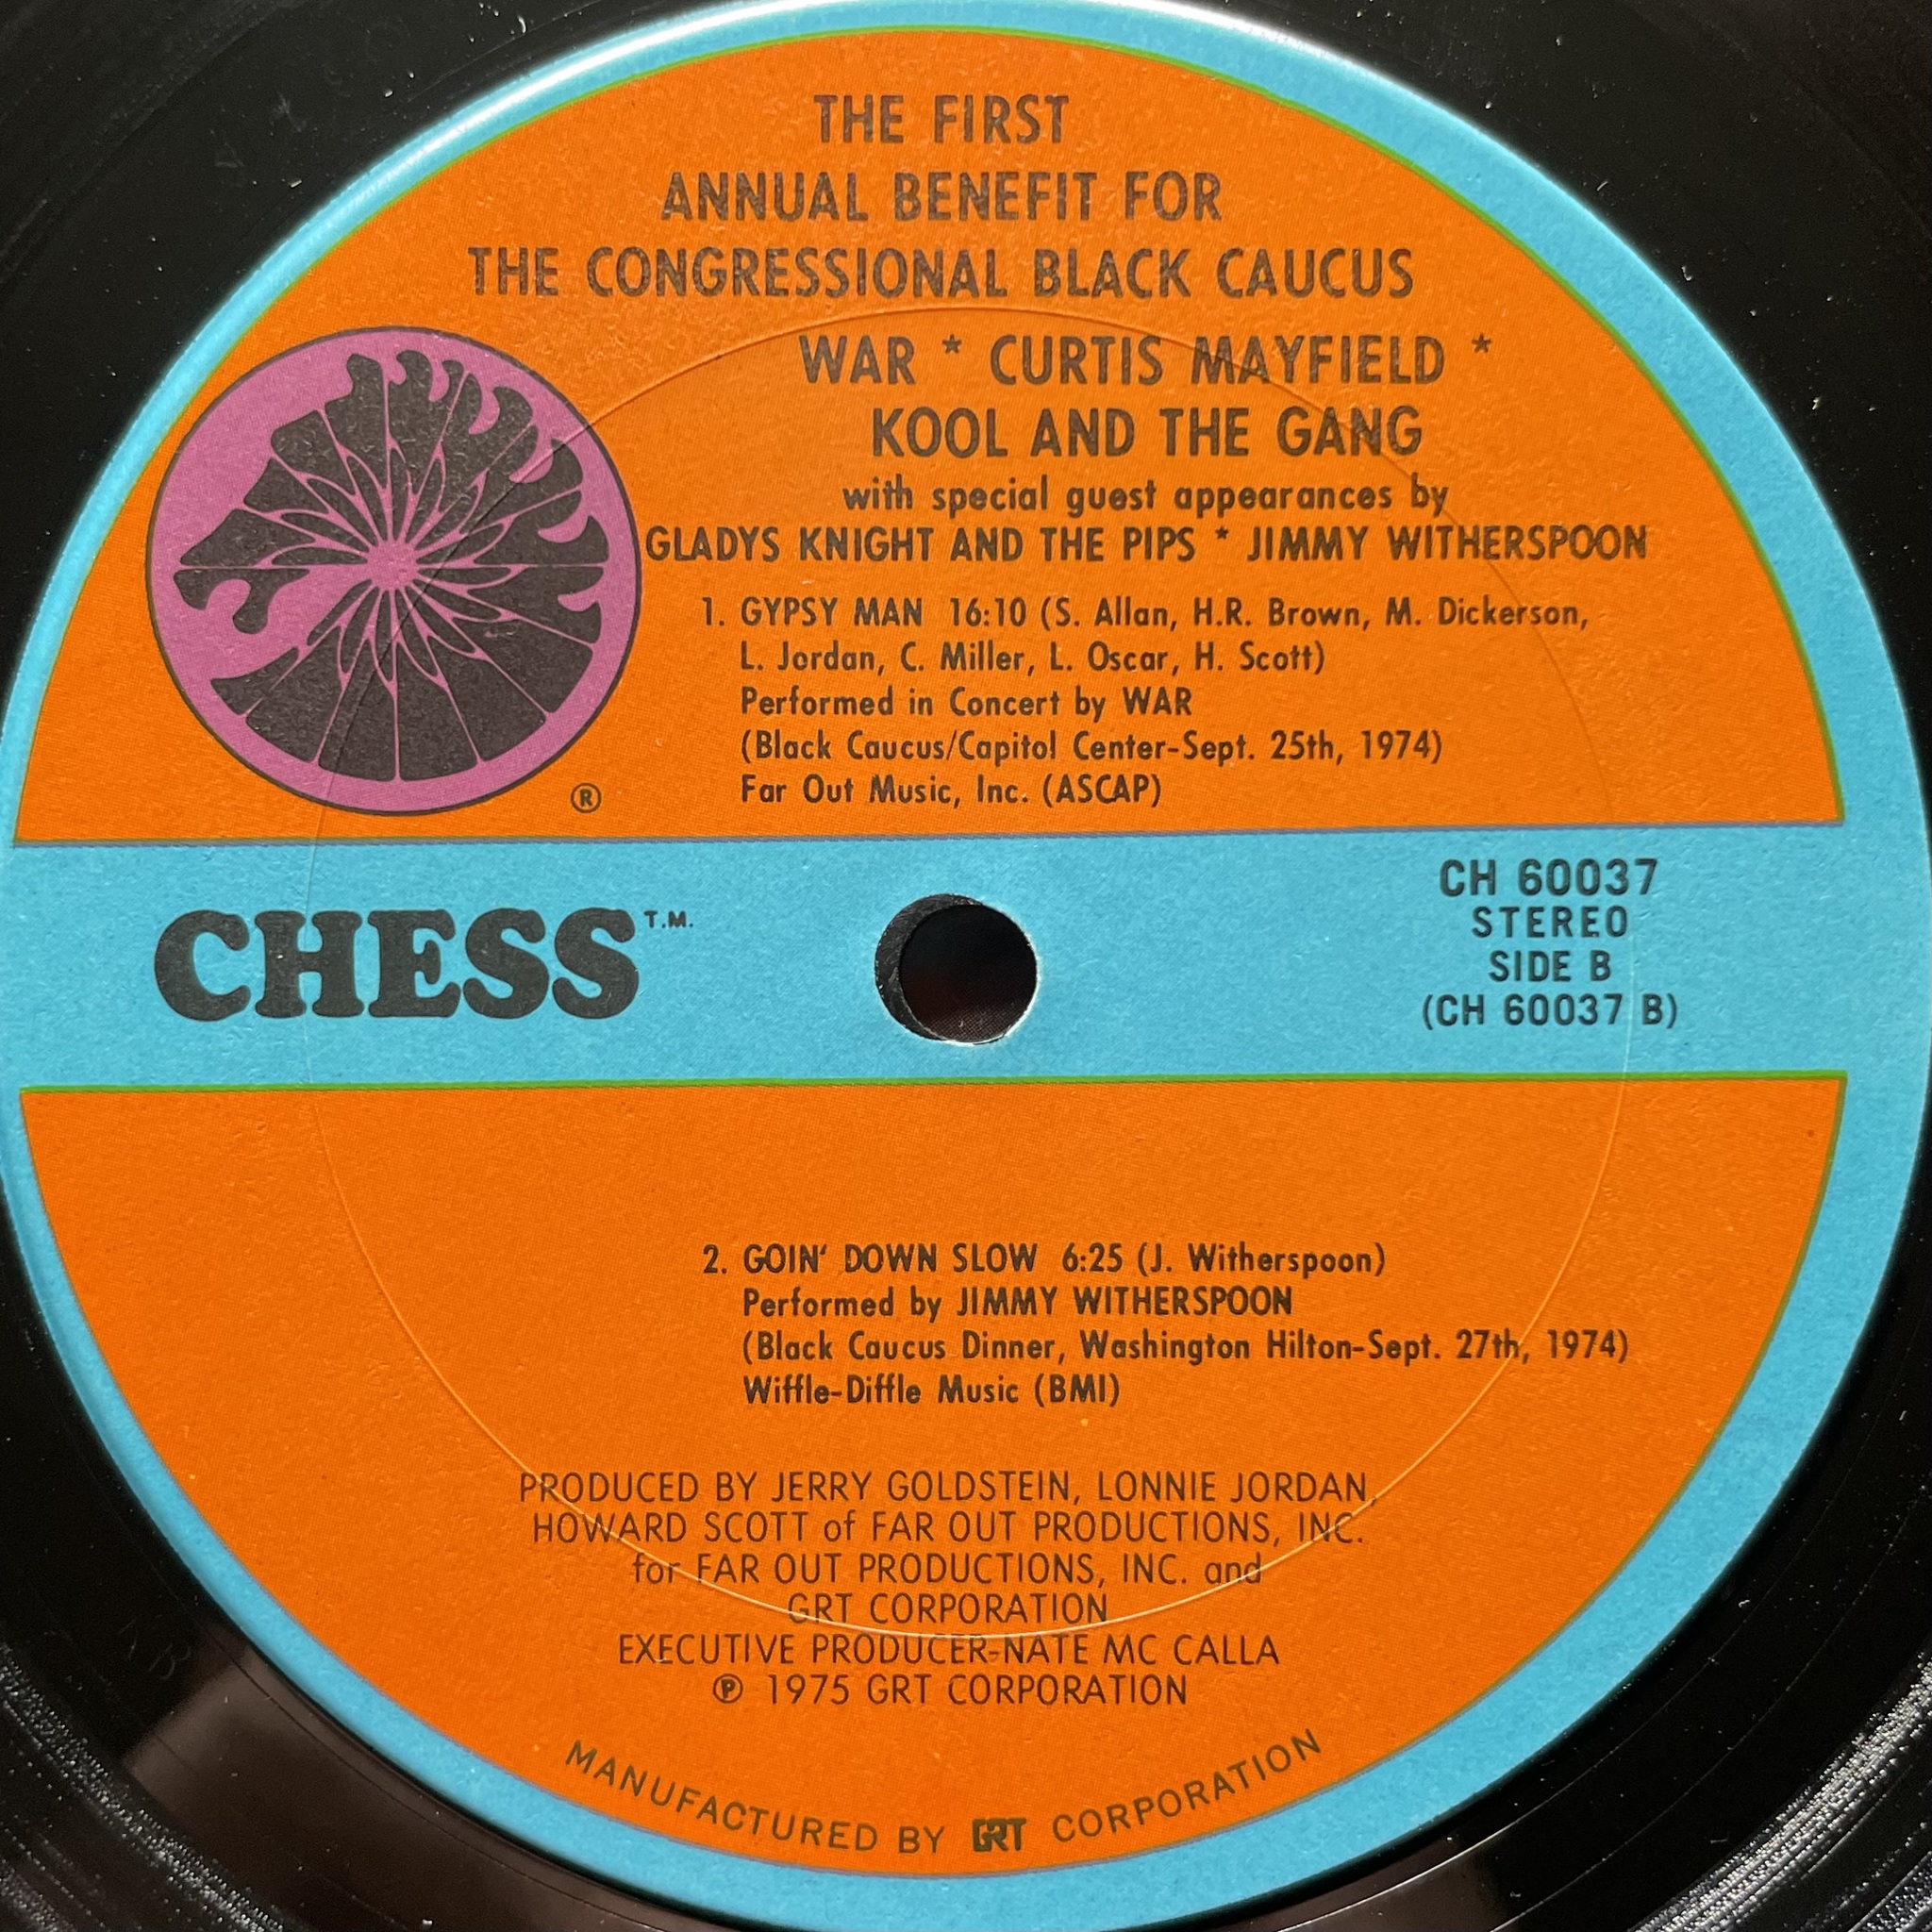 THE FIRST
ANNUAL BENEFIT FOR
THE CONGRESSIONAL BLACK CAUCUS
WAR * CURTIS MAYFIELD *
KOOL AND THE GANG
with special guest appearances by
GLADYS KNIGHT AND THE PIPS * JIMMY WITHERSPOON
1. GYPSY MAN 16:10 (S. Allan, H.R. Brown, M. Dickerson,
L. Jordan, C. Miller, L. Oscar, H. Scott)
Performed in Concert by WAR
(Black Caucus/Capitol Center-Sept. 25th, 1974)
Far Out Music, Inc. (ASCAP)
®
CHESS T.M.
CH 60037
STEREO
SIDE B
(CH 60037 B)
2. GOIN' DOWN SLOW 6:25 (J. Witherspoon)
Performed by JIMMY WITHERSPOON
(Black Caucus Dinner, Washington Hilton-Sept. 27th, 1974)
Wiffle-Diffle Music (BMI)
PRODUCED BY JERRY GOLDSTEIN, LONNIE JORDAN,
HOWARD SCOTT of FAR OUT PRODUCTIONS, INC.
for FAR OUT PRODUCTIONS, INC. and
GRT CORPORATION
EXECUTIVE PRODUCER-NATE MC CALLA
℗ 1975 GRT CORPORATION
MANUFACTURED BY GRT CORPORATION